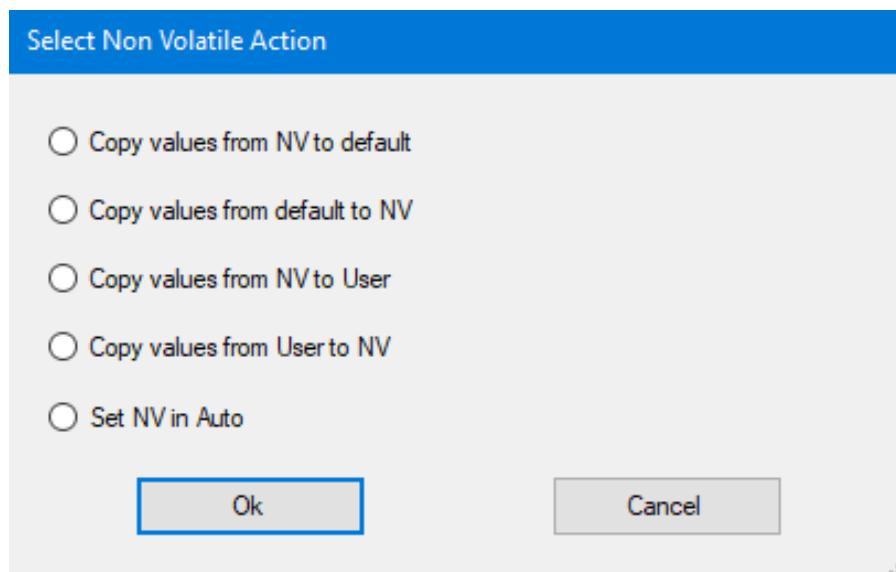 Select Non Volatile Action
Copy values from NV to default
Copy values from default to NV
Copy values from NV to User
Copy values from User to NV
Set NV in Auto
Ok Cancel